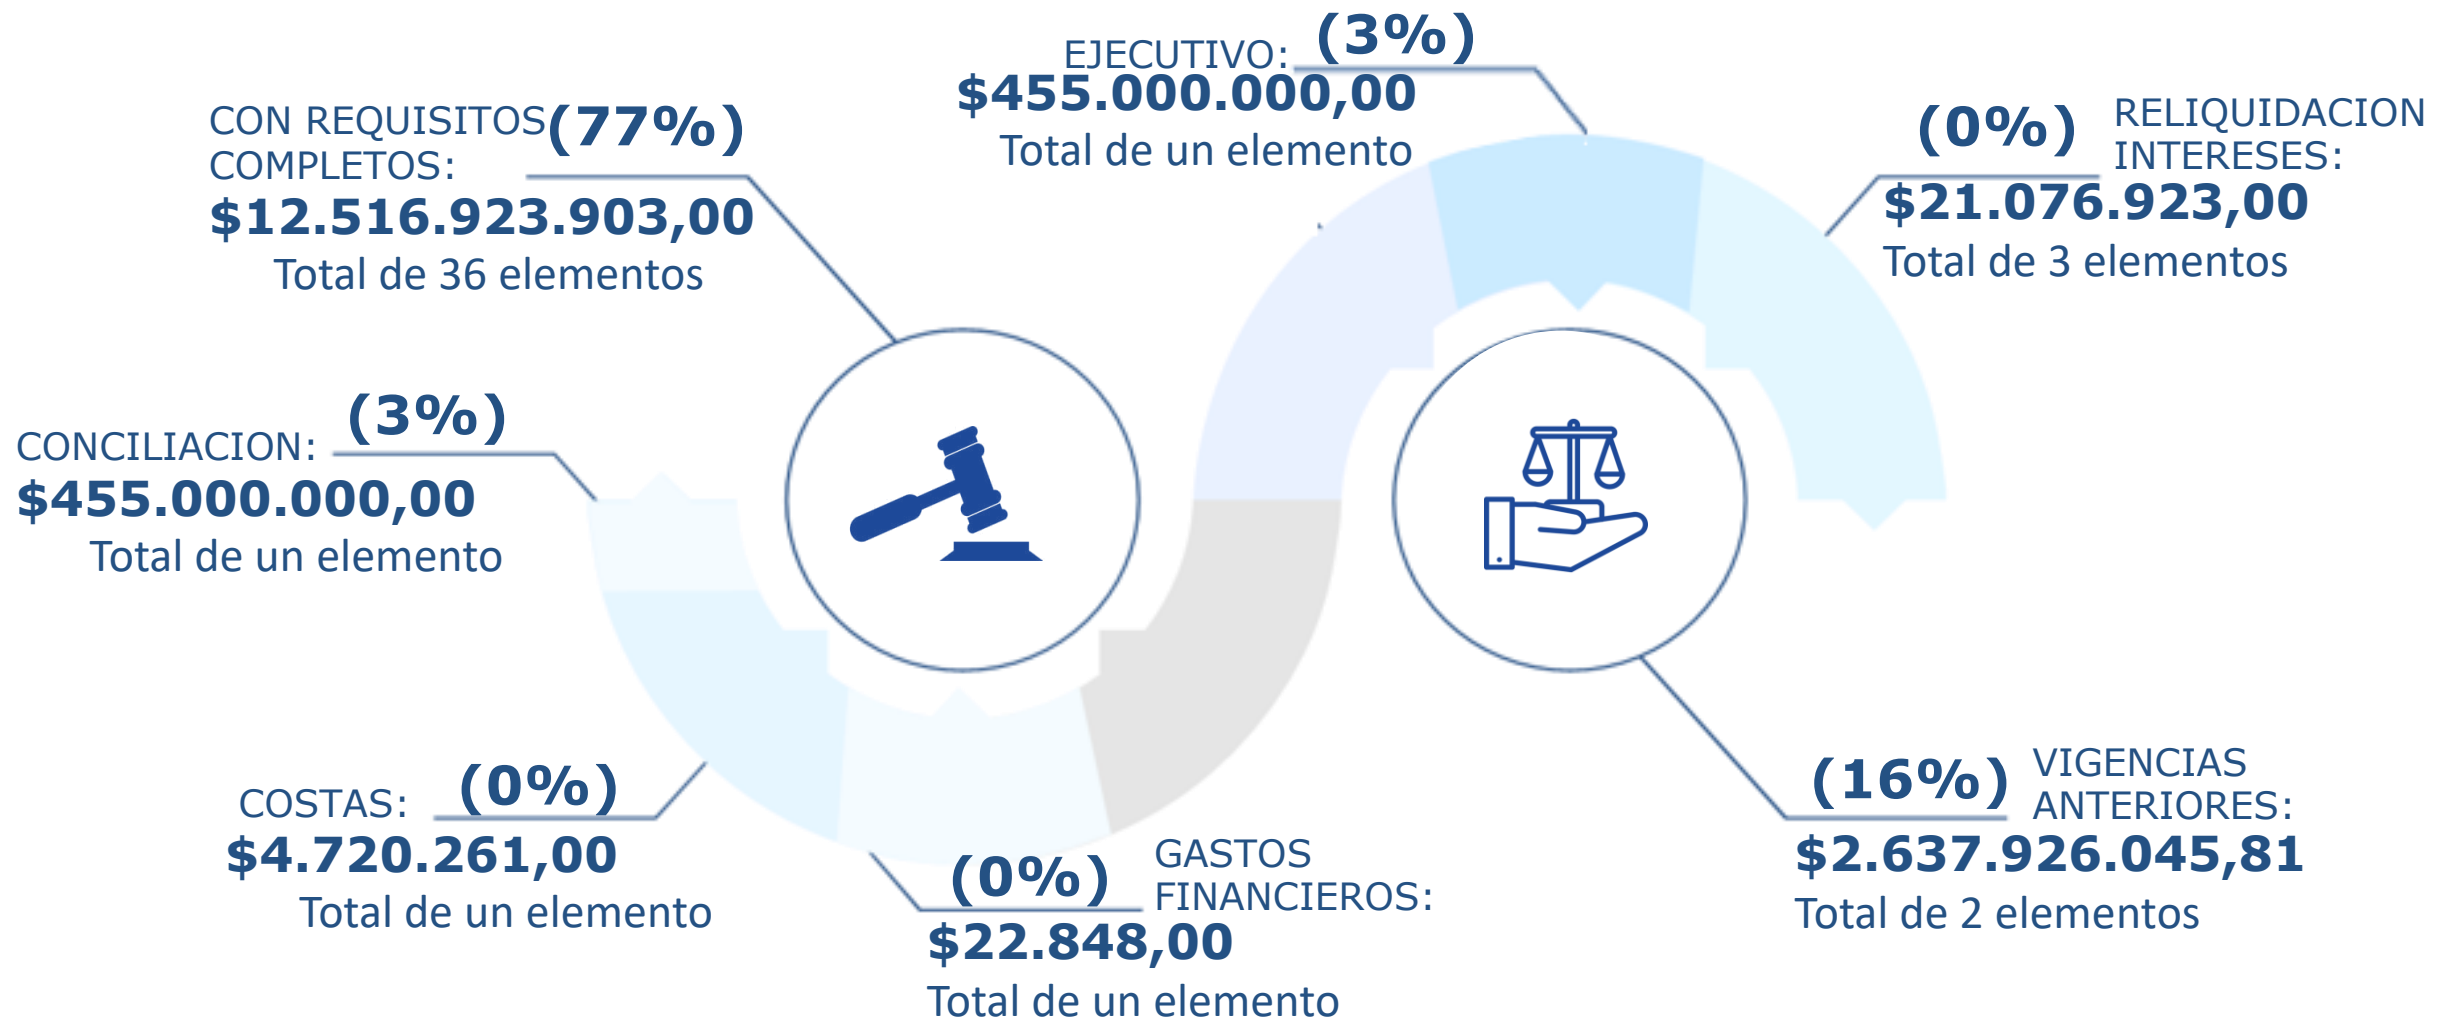 EJECUTIVO: (3%)
$455.000.000,00
Total de un elemento
CON REQUISITOS (77%)
COMPLETOS:
$12.516.923.903,00
Total de 36 elementos
(0%) RELIQUIDACION
INTERESES:
$21.076.923,00
Total de 3 elementos
CONCILIACION: (3%)
$455.000.000,00
Total de un elemento
COSTAS: (0%)
$4.720.261,00
Total de un elemento
(0%) GASTOS
FINANCIEROS:
$22.848,00
Total de un elemento
(16%) VIGENCIAS
ANTERIORES:
$2.637.926.045,81
Total de 2 elementos